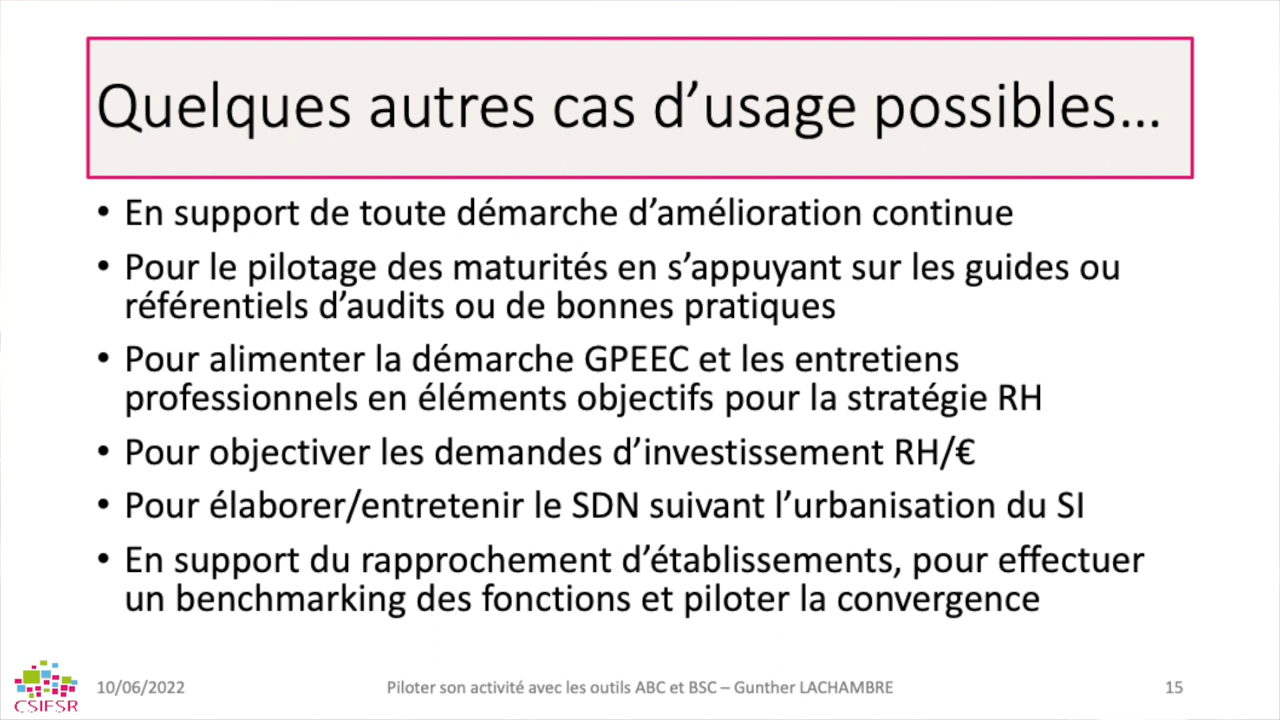 Quelques autres cas d’usage possibles…
• En support de toute démarche d’amélioration continue
• Pour le pilotage des maturités en s’appuyant sur les guides ou
référentiels d’audits ou de bonnes pratiques
• Pour alimenter la démarche GPEEC et les entretiens
professionnels en éléments objectifs pour la stratégie RH
• Pour objectiver les demandes d’investissement RH/€
• Pour élaborer/entretenir le SDN suivant l’urbanisation du SI
• En support du rapprochement d’établissements, pour effectuer
un benchmarking des fonctions et piloter la convergence
CSIESR
10/06/2022
Piloter son activité avec les outils ABC et BSC – Gunther LACHAMBRE
15